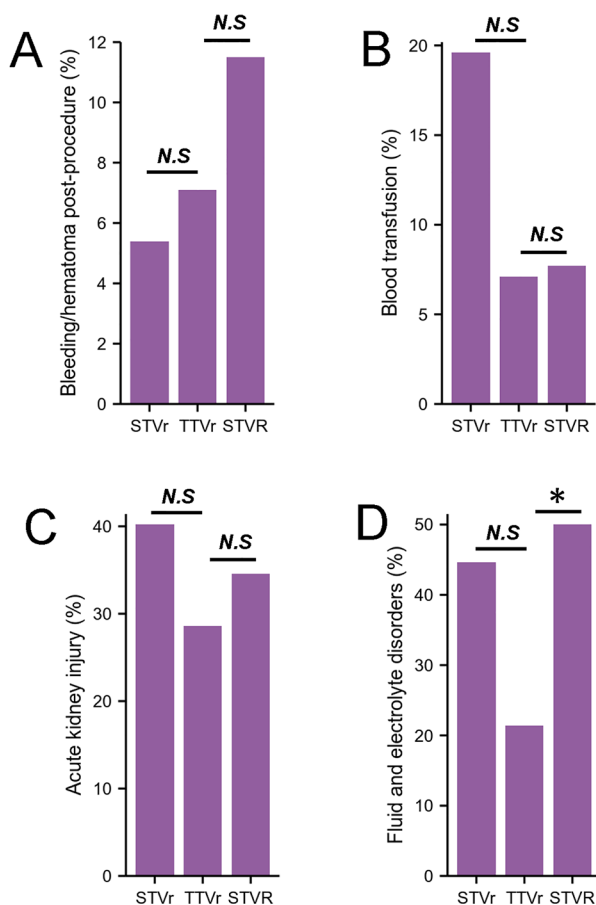 A
Bleeding/hematoma post-procedure (%)
12
10
8
6
4
2
0
N.S
N.S
STVr TTVr STVR
B
Blood transfusion (%)
20
15
10
5
0
N.S
N.S
STVr TTVr STVR
C
Acute kidney injury (%)
40
30
20
10
0
N.S
N.S
STVr TTVr STVR
D
Fluid and electrolyte disorders (%)
50
40
30
20
10
0
N.S
*
STVr TTVr STVR